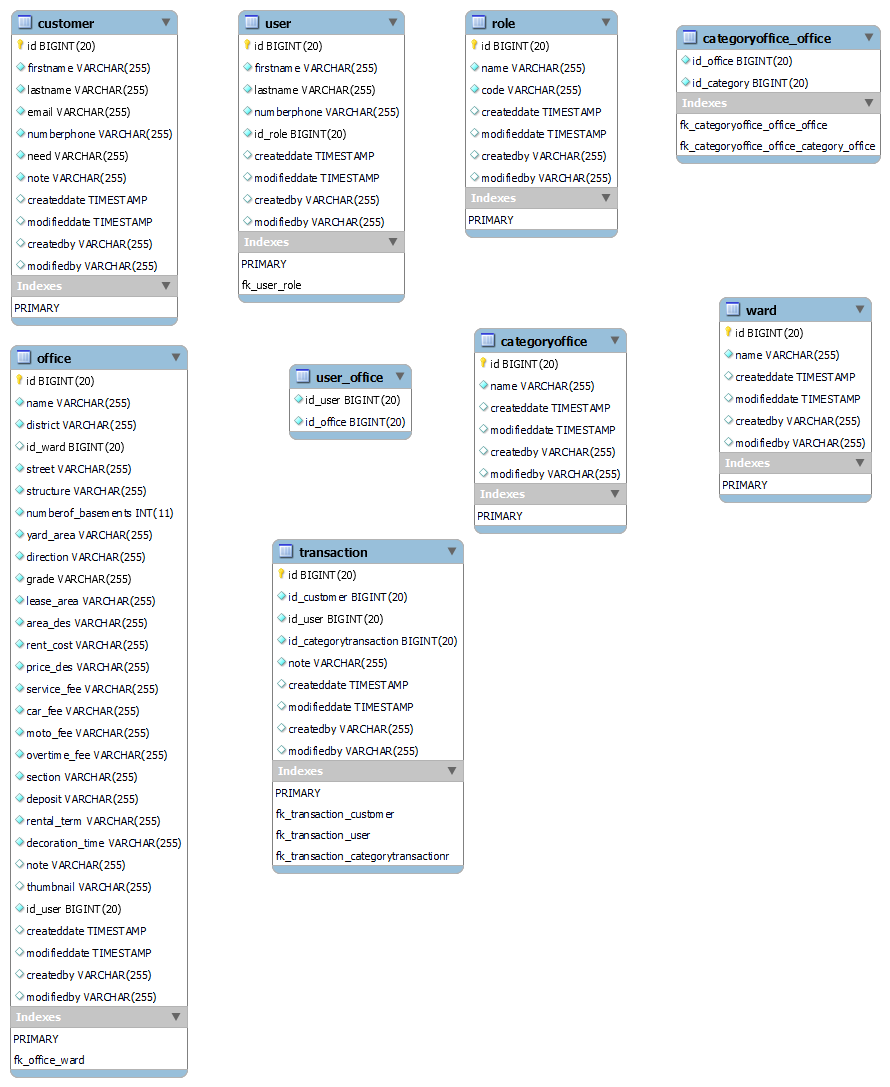 customer
id BIGINT(20)
firstname VARCHAR(255)
lastname VARCHAR(255)
email VARCHAR(255)
numberphone VARCHAR(255)
need VARCHAR(255)
note VARCHAR(255)
createddate TIMESTAMP
modifieddate TIMESTAMP
createdby VARCHAR(255)
modifiedby VARCHAR(255)
Indexes
PRIMARY
user
id BIGINT(20)
firstname VARCHAR(255)
lastname VARCHAR(255)
numberphone VARCHAR(255)
id_role BIGINT(20)
createddate TIMESTAMP
modifieddate TIMESTAMP
createdby VARCHAR(255)
modifiedby VARCHAR(255)
Indexes
PRIMARY
fk_user_role
role
id BIGINT(20)
name VARCHAR(255)
code VARCHAR(255)
createddate TIMESTAMP
modifieddate TIMESTAMP
createdby VARCHAR(255)
modifiedby VARCHAR(255)
Indexes
PRIMARY
categoryoffice_office
id_office BIGINT(20)
id_category BIGINT(20)
Indexes
fk_categoryoffice_office_office
fk_categoryoffice_office_category_office
office
id BIGINT(20)
name VARCHAR(255)
district VARCHAR(255)
id_ward BIGINT(20)
street VARCHAR(255)
structure VARCHAR(255)
numberof_basements INT(11)
yard_area VARCHAR(255)
direction VARCHAR(255)
grade VARCHAR(255)
lease_area VARCHAR(255)
area_des VARCHAR(255)
rent_cost VARCHAR(255)
price_des VARCHAR(255)
service_fee VARCHAR(255)
car_fee VARCHAR(255)
moto_fee VARCHAR(255)
overtime_fee VARCHAR(255)
section VARCHAR(255)
deposit VARCHAR(255)
rental_term VARCHAR(255)
decoration_time VARCHAR(255)
note VARCHAR(255)
thumbnail VARCHAR(255)
id_user BIGINT(20)
createddate TIMESTAMP
modifieddate TIMESTAMP
createdby VARCHAR(255)
modifiedby VARCHAR(255)
Indexes
PRIMARY
fk_office_ward
user_office
id_user BIGINT(20)
id_office BIGINT(20)
categoryoffice
id BIGINT(20)
name VARCHAR(255)
createddate TIMESTAMP
modifieddate TIMESTAMP
createdby VARCHAR(255)
modifiedby VARCHAR(255)
Indexes
PRIMARY
ward
id BIGINT(20)
name VARCHAR(255)
createddate TIMESTAMP
modifieddate TIMESTAMP
createdby VARCHAR(255)
modifiedby VARCHAR(255)
Indexes
PRIMARY
transaction
id BIGINT(20)
id_customer BIGINT(20)
id_user BIGINT(20)
id_categorytransaction BIGINT(20)
note VARCHAR(255)
createddate TIMESTAMP
modifieddate TIMESTAMP
createdby VARCHAR(255)
modifiedby VARCHAR(255)
Indexes
PRIMARY
fk_transaction_customer
fk_transaction_user
fk_transaction_categorytransactionr